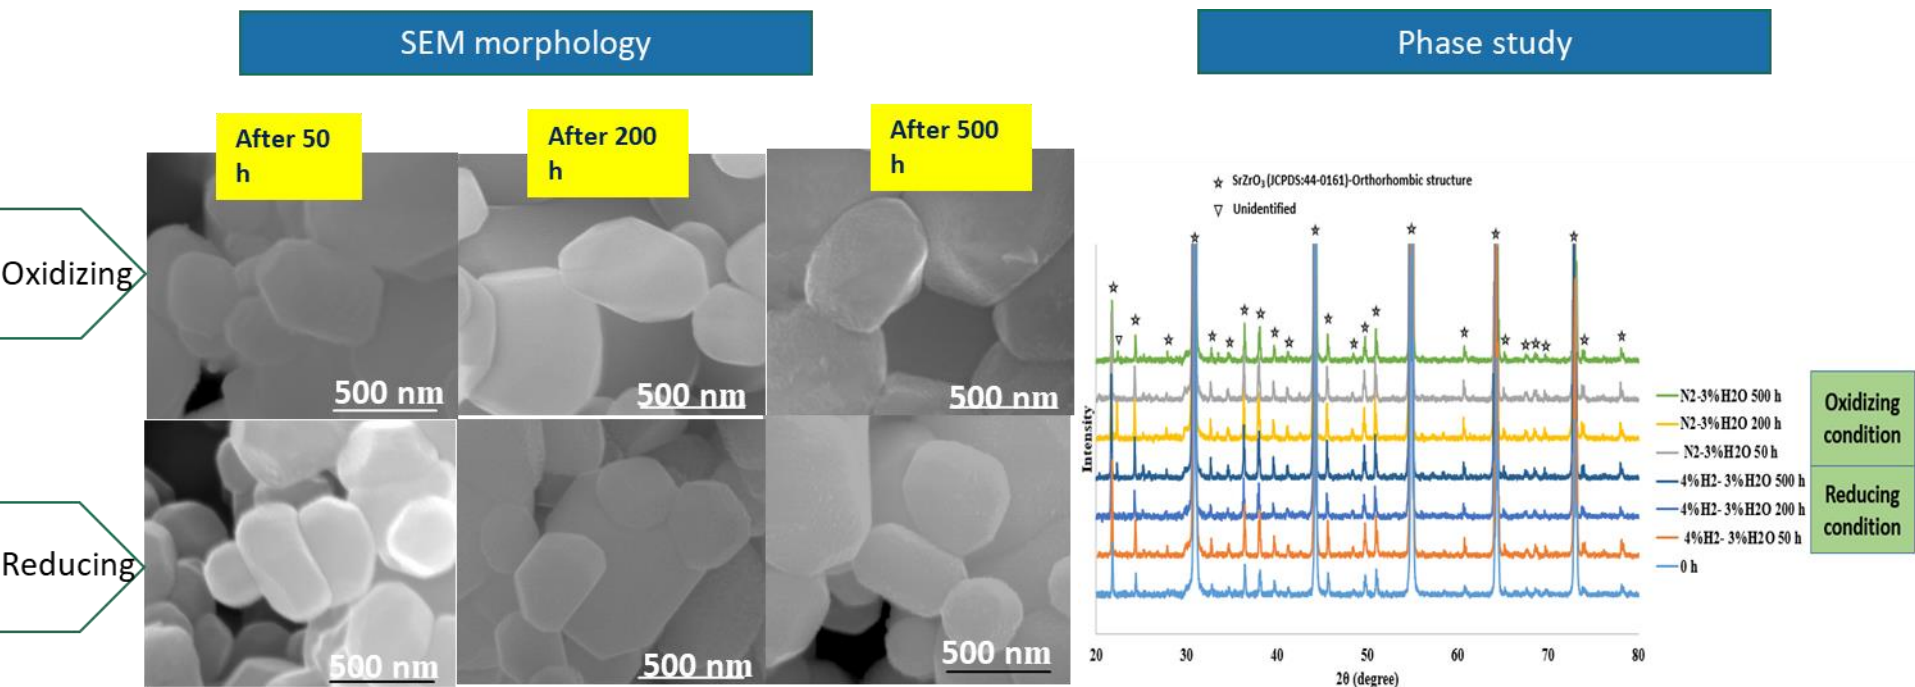 SEM morphology
Phase study
After 50
h
After 200
h
After 500
h
Oxidizing
500 nm
500 nm
500 nm
Reducing
500 nm
500 nm
500 nm
☆ SrZrO₃ (JCPDS:44-0161)-Orthorhombic structure
▽ Unidentified
Intensity
N2-3%H2O 500 h
N2-3%H2O 200 h
N2-3%H2O 50 h
4%H2- 3%H2O 500 h
4%H2- 3%H2O 200 h
4%H2- 3%H2O 50 h
0 h
Oxidizing
condition
Reducing
condition
20 30 40 50 60 70 80
2θ (degree)